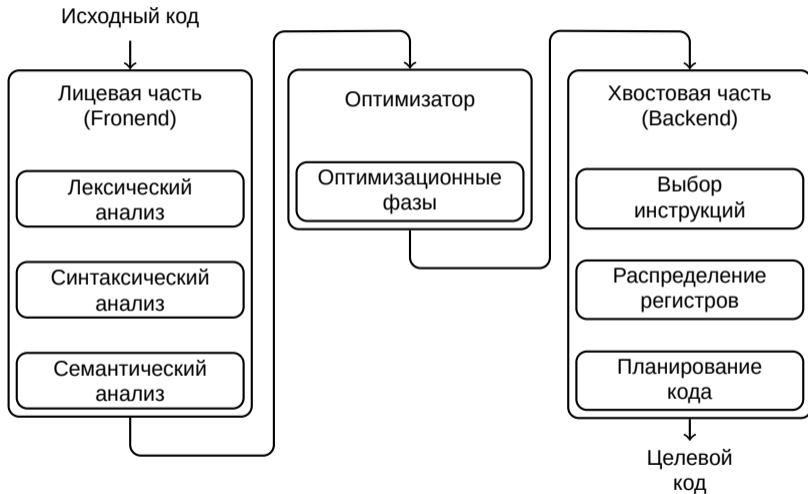 Исходный код
Лицевая часть
(Fronend)
Лексический
анализ
Синтаксический
анализ
Семантический
анализ
Оптимизатор
Оптимизационные
фазы
Хвостовая часть
(Backend)
Выбор
инструкций
Распределение
регистров
Планирование
кода
Целевой
код